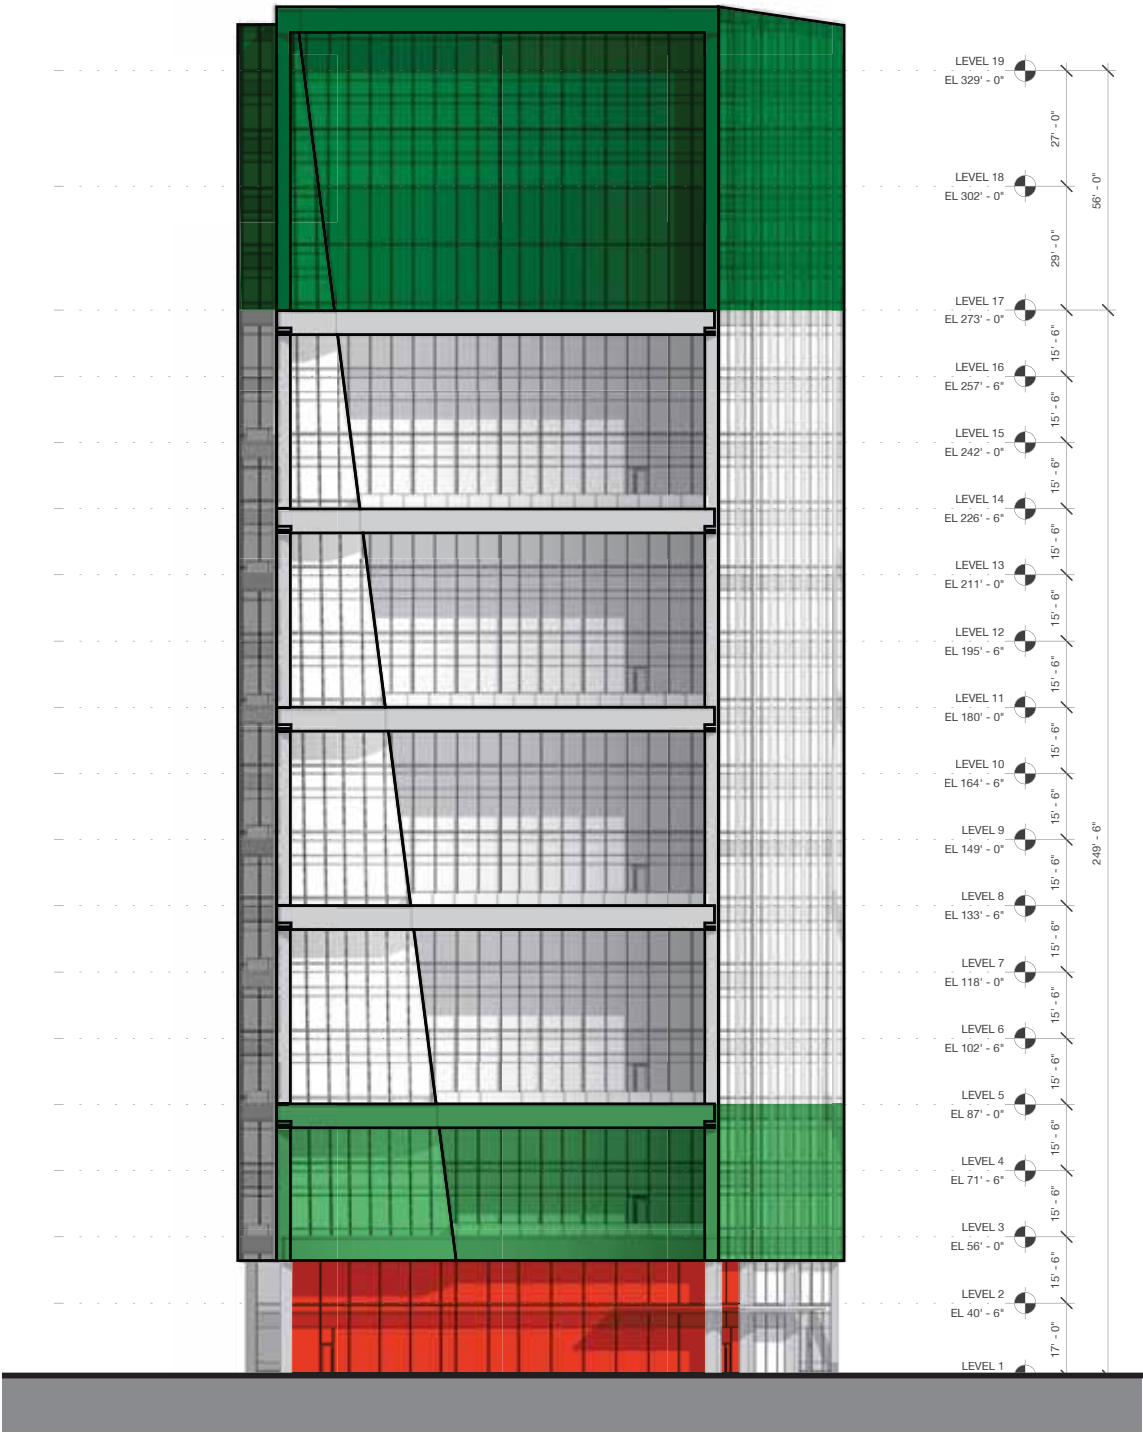 LEVEL 19
EL 329' - 0"
27' - 0"
LEVEL 18
EL 302' - 0"
56' - 0"
29' - 0"
LEVEL 17
EL 273' - 0"
15' - 6"
LEVEL 16
EL 257' - 6"
15' - 6"
LEVEL 15
EL 242' - 0"
15' - 6"
LEVEL 14
EL 226' - 6"
15' - 6"
LEVEL 13
EL 211' - 0"
15' - 6"
LEVEL 12
EL 195' - 6"
15' - 6"
LEVEL 11
EL 180' - 0"
15' - 6"
LEVEL 10
EL 164' - 6"
15' - 6"
LEVEL 9
EL 149' - 0"
249' - 6"
15' - 6"
LEVEL 8
EL 133' - 6"
15' - 6"
LEVEL 7
EL 118' - 0"
15' - 6"
LEVEL 6
EL 102' - 6"
15' - 6"
LEVEL 5
EL 87' - 0"
15' - 6"
LEVEL 4
EL 71' - 6"
15' - 6"
LEVEL 3
EL 56' - 0"
15' - 6"
LEVEL 2
EL 40' - 6"
17' - 0"
LEVEL 1